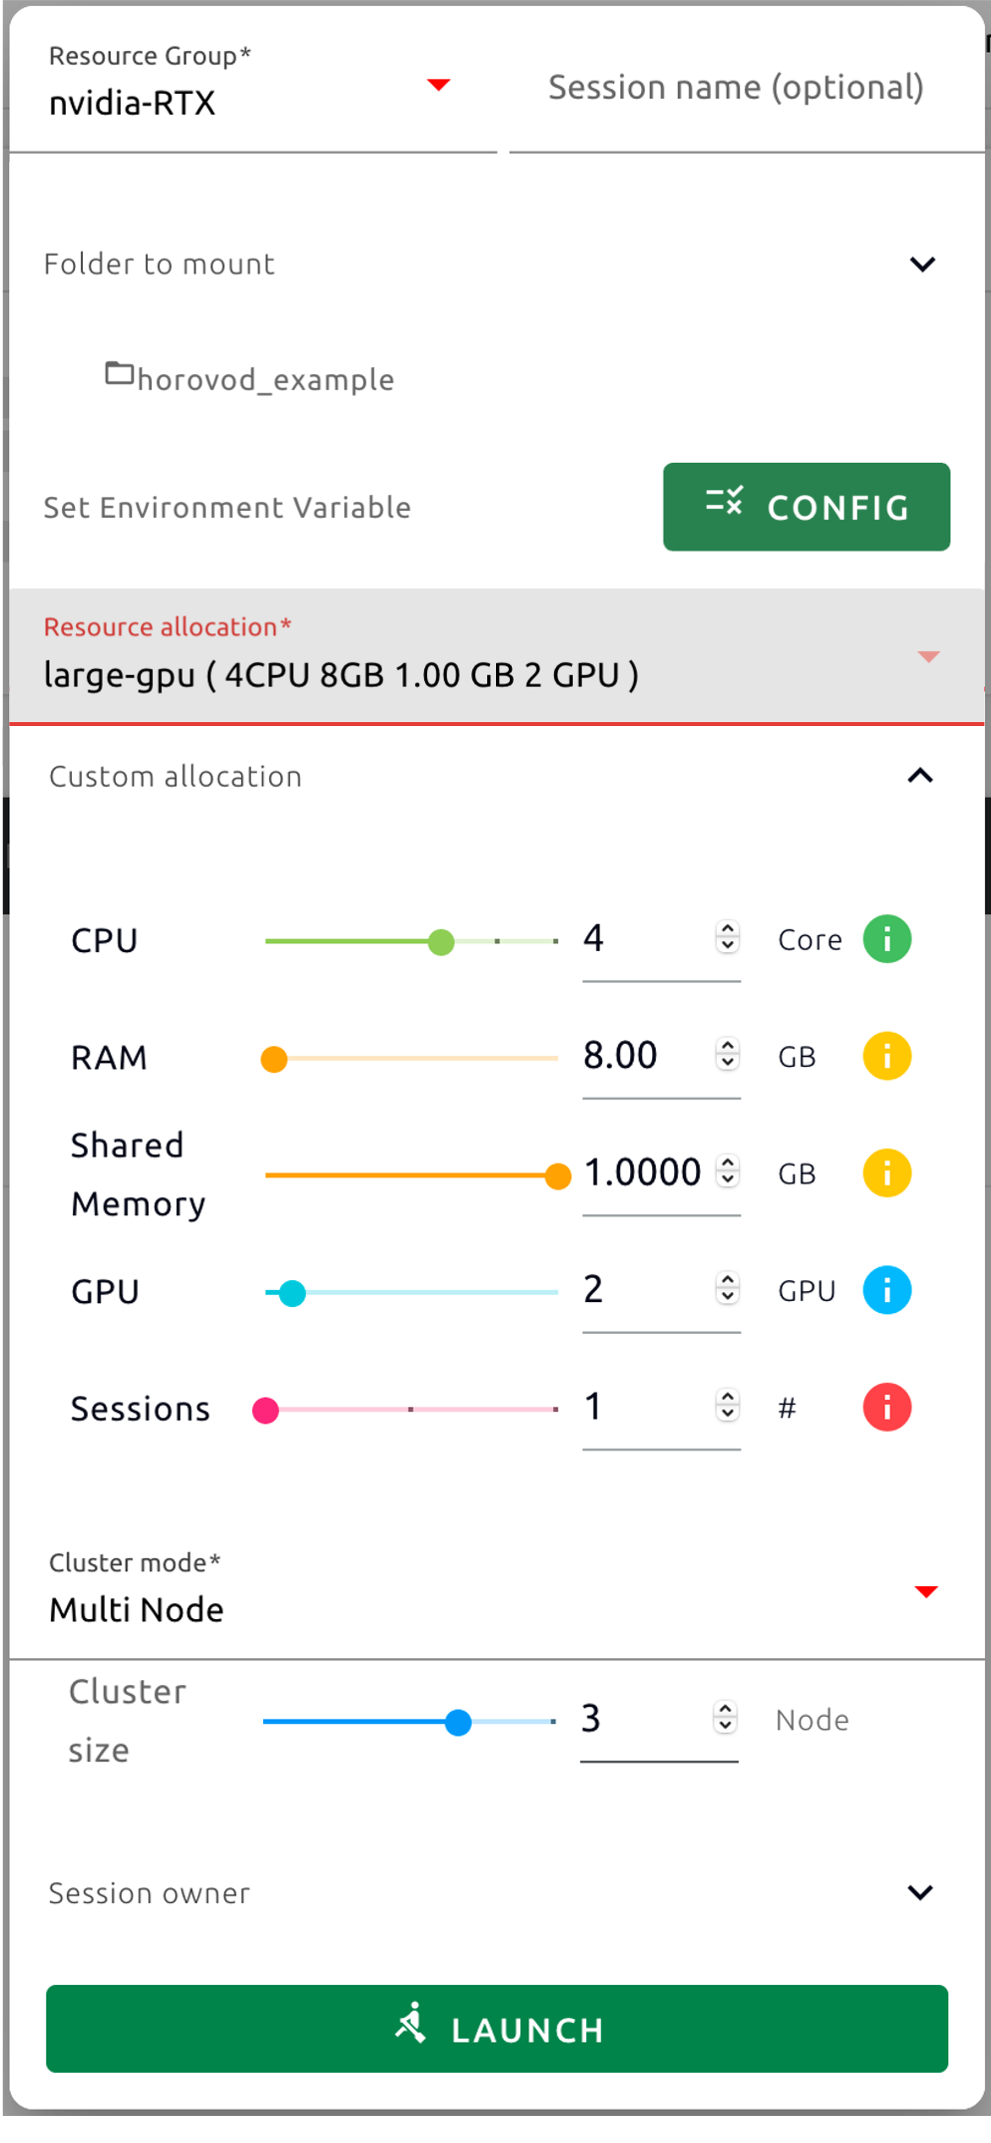 Resource Group*
nvidia-RTX
Session name (optional)
Folder to mount
horovod_example
Set Environment Variable
CONFIG
Resource allocation*
large-gpu ( 4CPU 8GB 1.00 GB 2 GPU )
Custom allocation
CPU 4 Core i
RAM 8.00 GB i
Shared
Memory
1.0000 GB i
GPU 2 GPU i
Sessions 1 # i
Cluster mode*
Multi Node
Cluster
size
3 Node
Session owner
LAUNCH